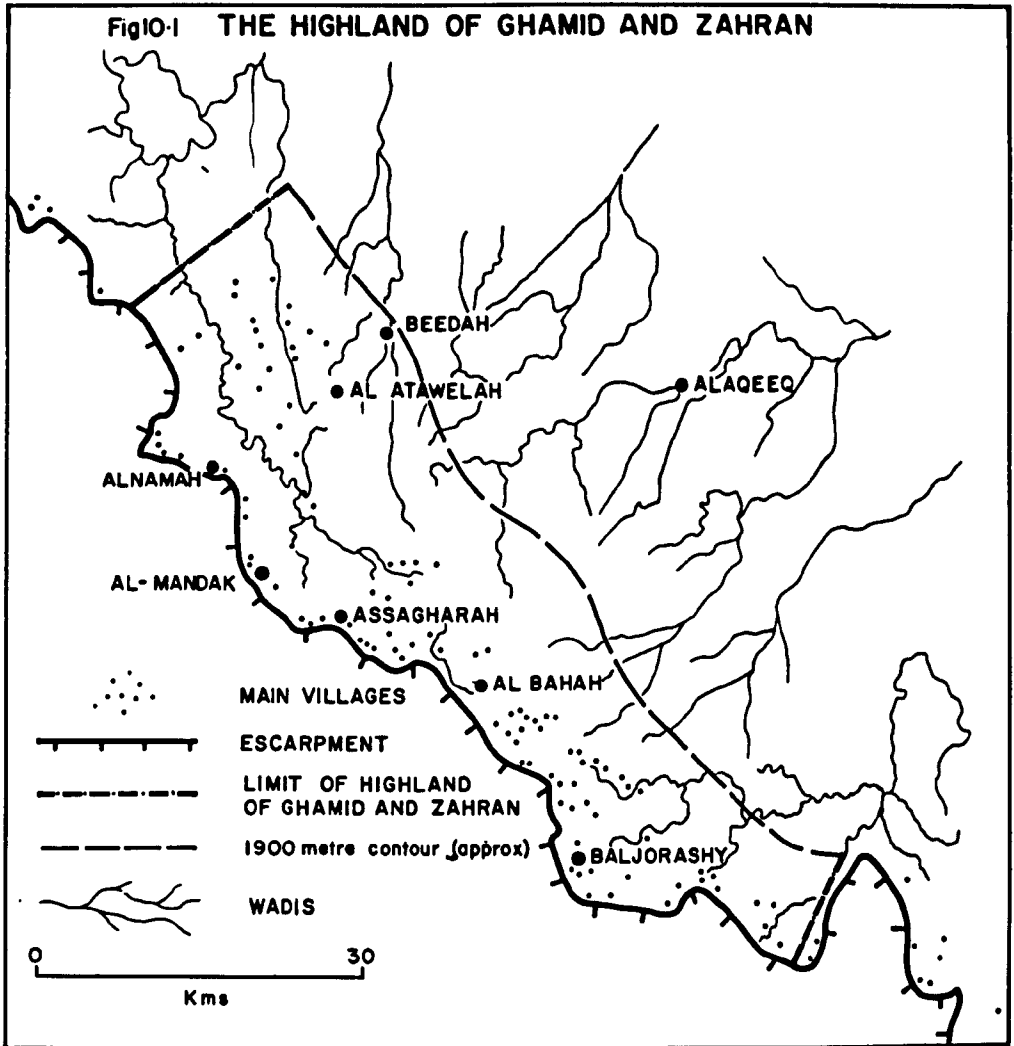 Fig10·1 THE HIGHLAND OF GHAMID AND ZAHRAN
BEEDAH
AL ATAWELAH
ALAQEEQ
ALNAMAH
AL-MANDAK
ASSAGHARAH
AL BAHAH
BALJORASHY
MAIN VILLAGES
ESCARPMENT
LIMIT OF HIGHLAND
OF GHAMID AND ZAHRAN
1900 metre contour (approx)
WADIS
0 30
Kms